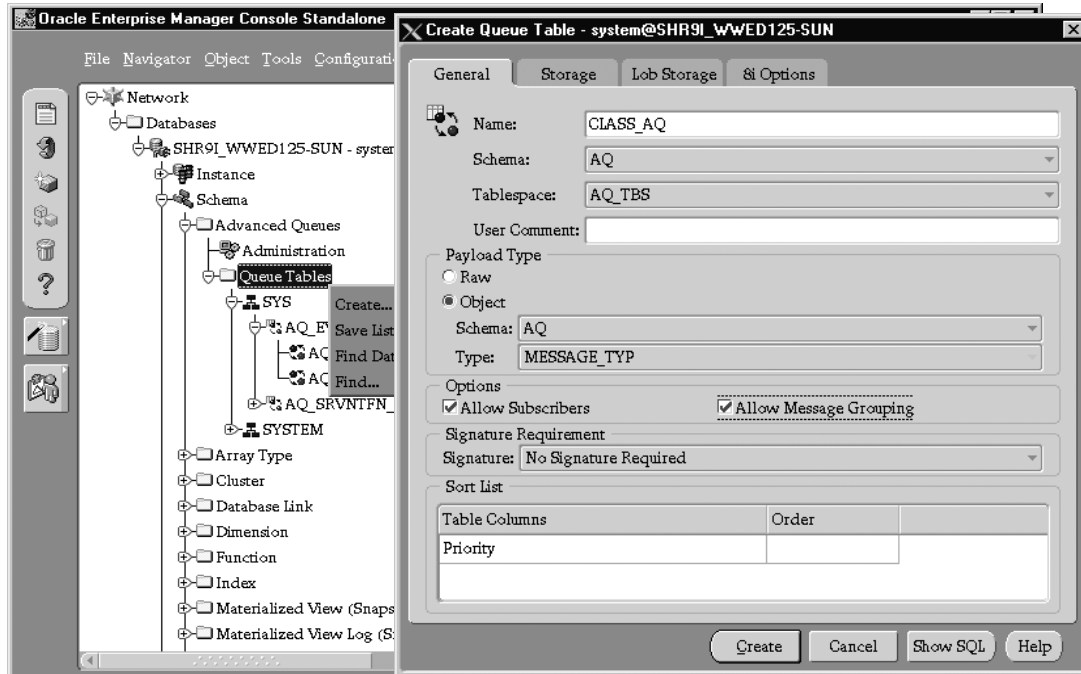 Oracle Enterprise Manager Console Standalone
File Navigator Object Tools Configurati
Network
Databases
SHR9I_WWED125-SUN - system
Instance
Schema
Advanced Queues
Administration
Queue Tables
SYS
AQ_E
AQ
AQ
AQ_SRVNTFN_
SYSTEM
Array Type
Cluster
Database Link
Dimension
Function
Index
Materialized View (Snaps
Materialized View Log (S
Create...
Save List
Find Dat
Find...
Create Queue Table - system@SHR9I_WWED125-SUN
General Storage Lob Storage 8i Options
Name: CLASS_AQ
Schema: AQ
Tablespace: AQ_TBS
User Comment:
Payload Type
Raw
Object
Schema: AQ
Type: MESSAGE_TYP
Options
Allow Subscribers Allow Message Grouping
Signature Requirement
Signature: No Signature Required
Sort List
Table Columns Order
Priority
Create Cancel Show SQL Help